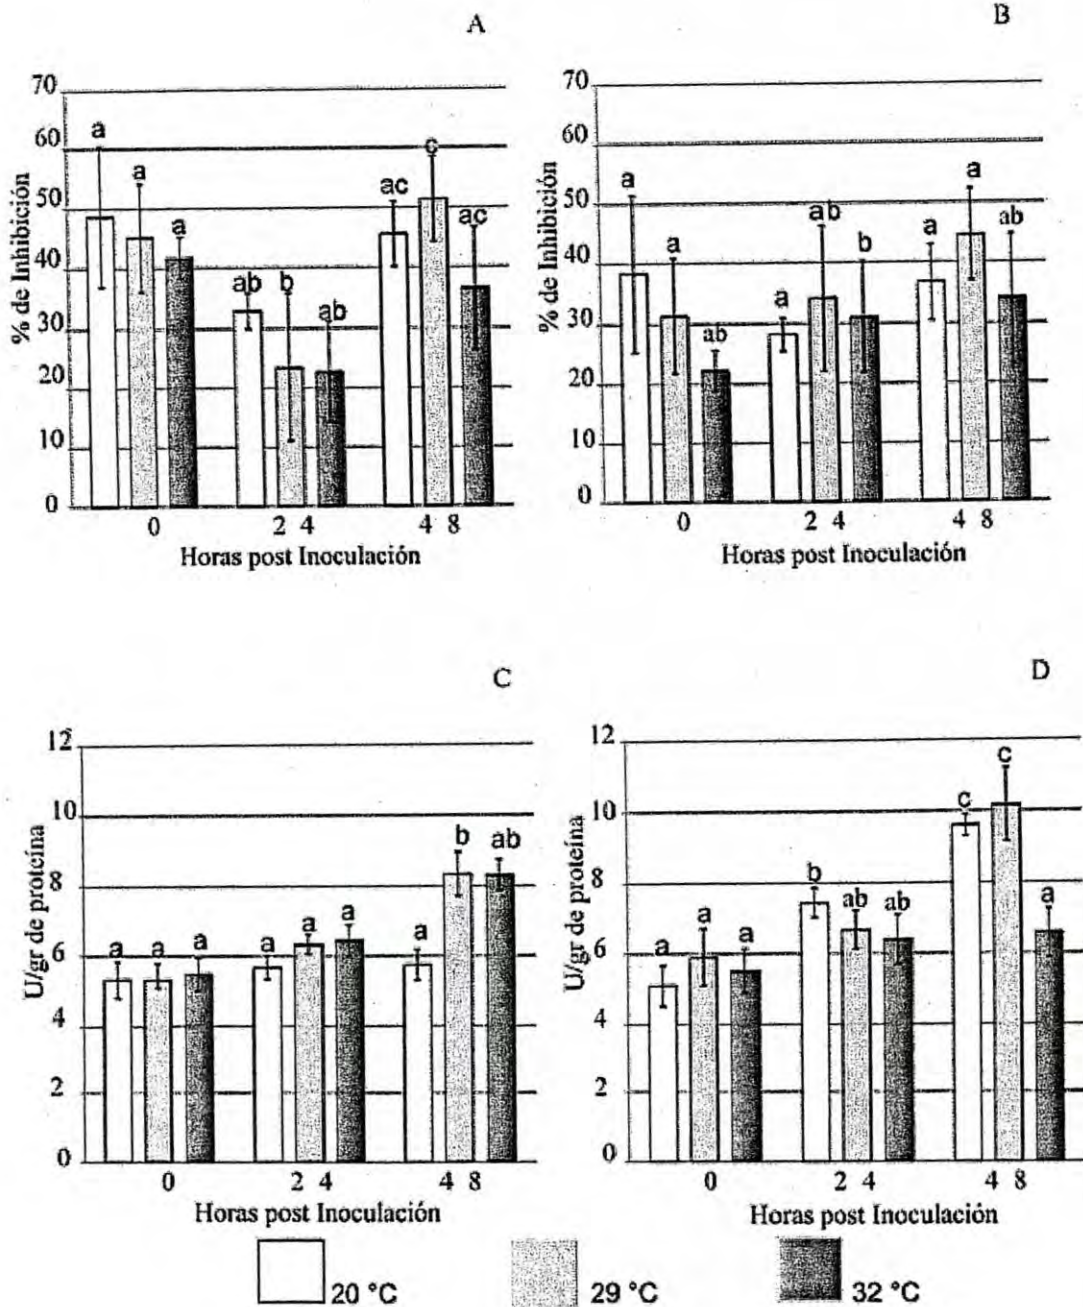 A
70
60
50
40
30
20
10
0
% de Inhibición
a
a
a
ab
b
ab
ac
c
ac
0
2 4
4 8
Horas post Inoculación
B
70
60
50
40
30
20
10
0
% de Inhibición
a
a
ab
a
ab
b
a
a
ab
0
2 4
4 8
Horas post Inoculación
C
12
10
8
6
4
2
0
U/gr de proteína
a
a
a
a
a
a
a
b
ab
0
2 4
4 8
Horas post Inoculación
D
12
10
8
6
4
2
0
U/gr de proteína
a
a
a
b
ab
ab
c
c
a
0
2 4
4 8
Horas post Inoculación
20 °C
29 °C
32 °C